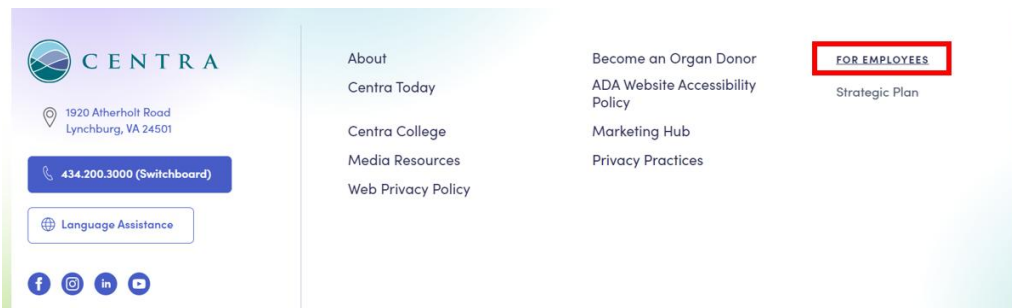 CENTRA
1920 Atherholt Road
Lynchburg, VA 24501
434.200.3000 (Switchboard)
Language Assistance
About
Centra Today
Centra College
Media Resources
Web Privacy Policy
Become an Organ Donor
ADA Website Accessibility
Policy
Marketing Hub
Privacy Practices
FOR EMPLOYEES
Strategic Plan